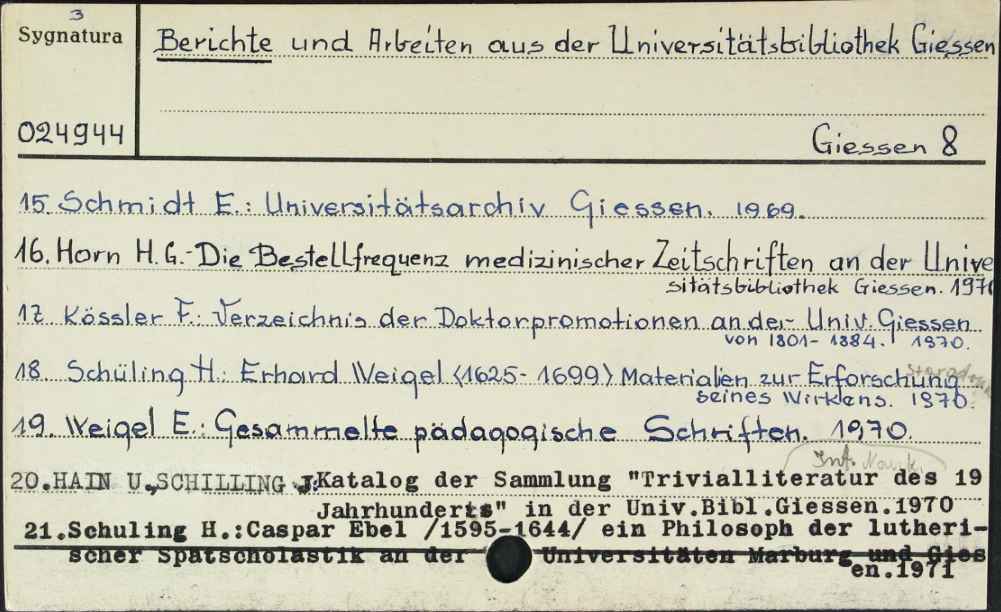 3
Sygnatura
Berichte und Arbeiten aus der Universitätsbibliothek Giessen
024944
Giessen 8
15. Schmidt E.: Universitätsarchiv Giessen. 1969.
16. Horn H.G.- Die Bestellfrequenz medizinischer Zeitschriften an der Unive
sitätsbibliothek Giessen. 1970
17. Kössler F.: Verzeichnis der Doktorpromotionen an der Univ. Giessen
von 1801-1884. 1970.
18. Schüling H.: Erhard Weigel (1625-1699) Materialien zur Erforschung
seines Wirkens. 1970.
19. Weigel E.: Gesammelte pädagogische Schriften. 1970.
Inf. Nauk.
20.HAIN U.,SCHILLING J:Katalog der Sammlung "Trivialliteratur des 19
Jahrhunderts" in der Univ.Bibl.Giessen.1970
21.Schuling H.:Caspar Ebel /1595-1644/ ein Philosoph der lutheri-
scher Spätscholastik an der Universitäten Marburg und Gies
en.1971